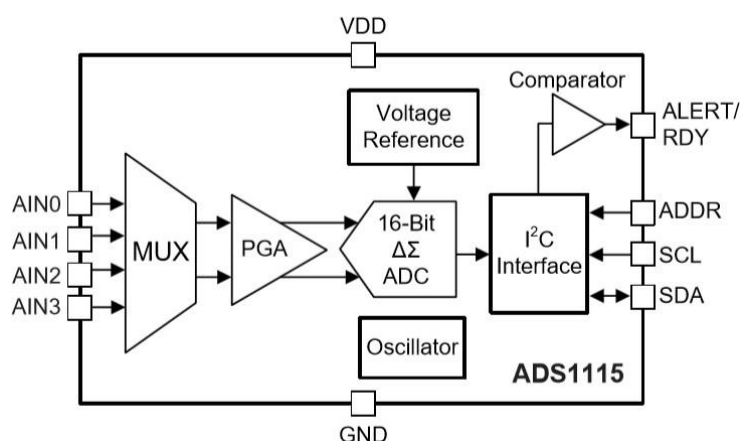 VDD
Comparator
Voltage
Reference
ALERT/
RDY
AIN0
AIN1
AIN2
AIN3
MUX
PGA
16-Bit
ΔΣ
ADC
I²C
Interface
ADDR
SCL
SDA
Oscillator
ADS1115
GND